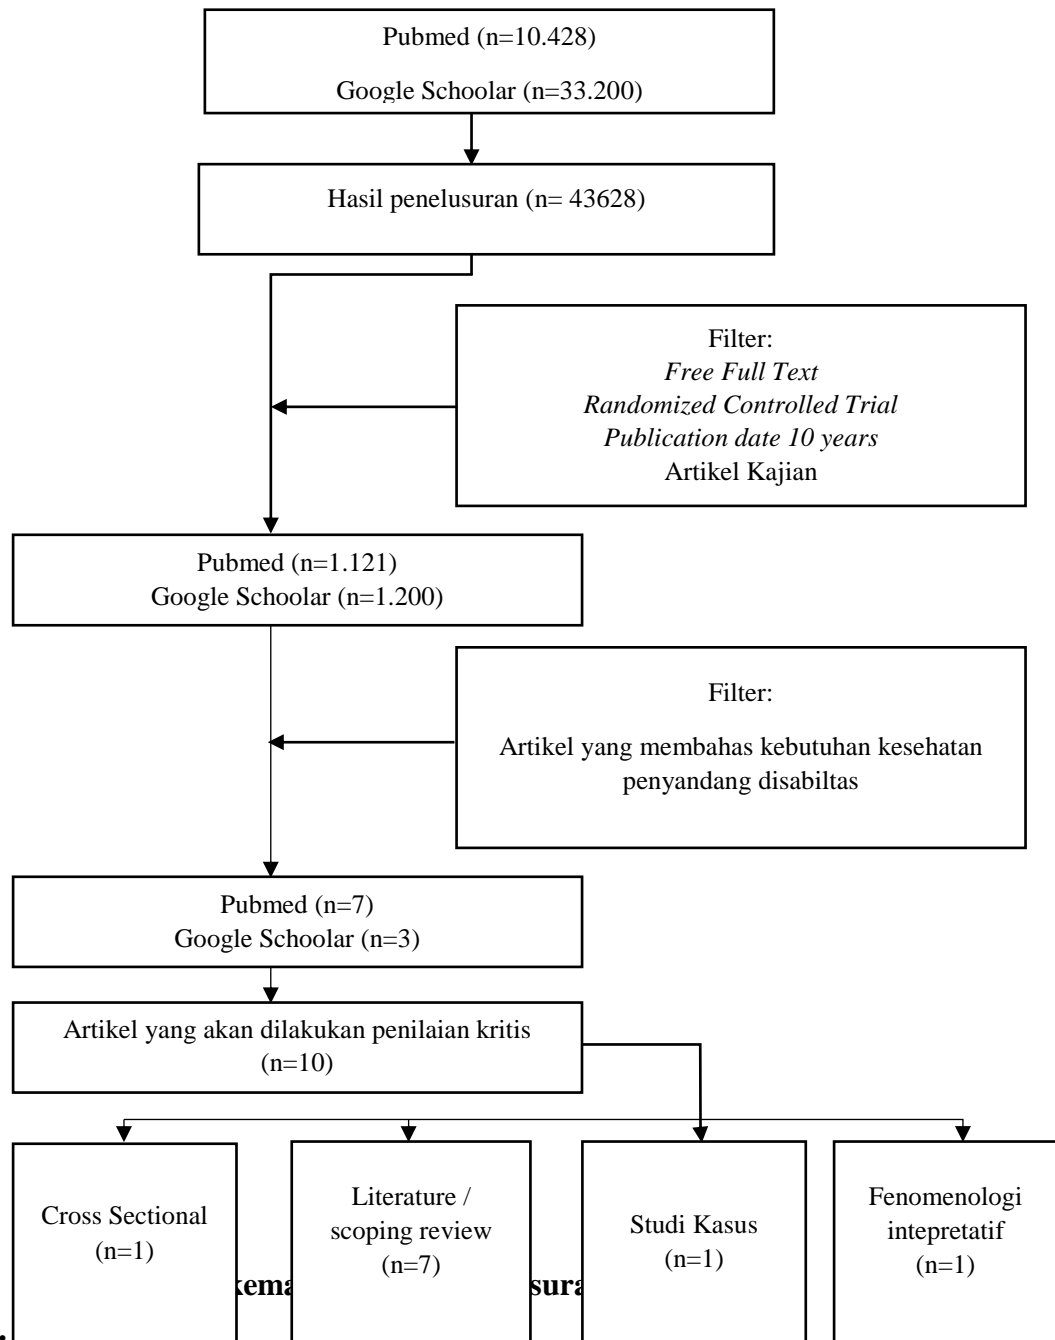 Pubmed (n=10.428)
Google Schoolar (n=33.200)
Hasil penelusuran (n= 43628)
Filter:
Free Full Text
Randomized Controlled Trial
Publication date 10 years
Artikel Kajian
Pubmed (n=1.121)
Google Schoolar (n=1.200)
Filter:
Artikel yang membahas kebutuhan kesehatan
penyandang disabiltas
Pubmed (n=7)
Google Schoolar (n=3)
Artikel yang akan dilakukan penilaian kritis
(n=10)
Cross Sectional
(n=1)
Literature /
scoping review
(n=7)
Studi Kasus
(n=1)
Fenomenologi
intepretatif
(n=1)